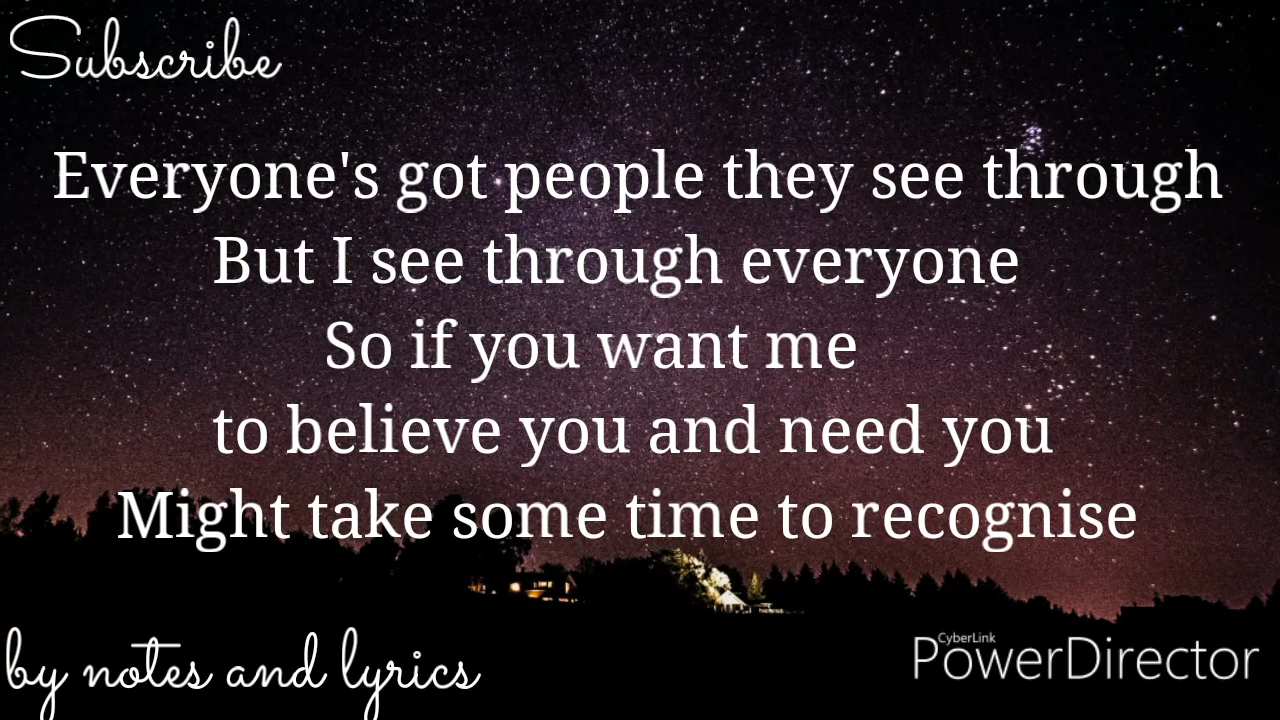 Subscribe
Everyone's got people they see through
But I see through everyone
So if you want me
to believe you and need you
Might take some time to recognise
by notes and lyrics
CyberLink
PowerDirector